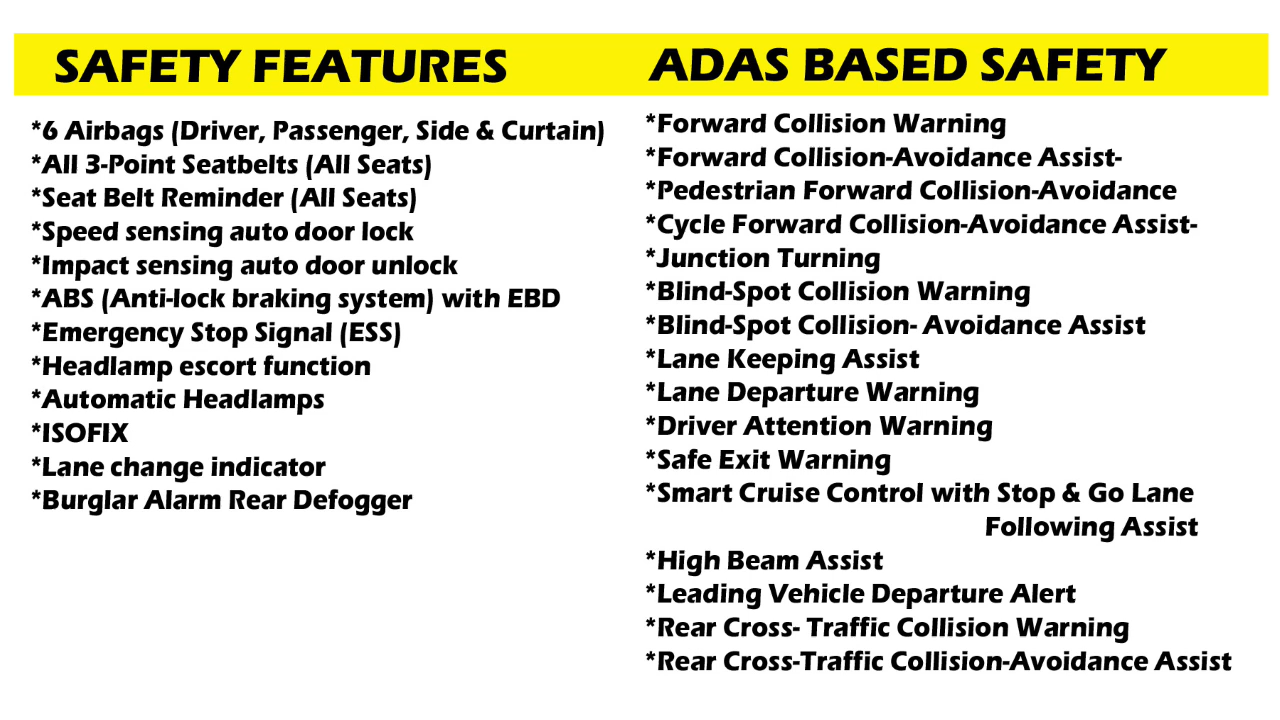 SAFETY FEATURES
*6 Airbags (Driver, Passenger, Side & Curtain)
*All 3-Point Seatbelts (All Seats)
*Seat Belt Reminder (All Seats)
*Speed sensing auto door lock
*Impact sensing auto door unlock
*ABS (Anti-lock braking system) with EBD
*Emergency Stop Signal (ESS)
*Headlamp escort function
*Automatic Headlamps
*ISOFIX
*Lane change indicator
*Burglar Alarm Rear Defogger
ADAS BASED SAFETY
*Forward Collision Warning
*Forward Collision-Avoidance Assist-
*Pedestrian Forward Collision-Avoidance
*Cycle Forward Collision-Avoidance Assist-
*Junction Turning
*Blind-Spot Collision Warning
*Blind-Spot Collision- Avoidance Assist
*Lane Keeping Assist
*Lane Departure Warning
*Driver Attention Warning
*Safe Exit Warning
*Smart Cruise Control with Stop & Go Lane
Following Assist
*High Beam Assist
*Leading Vehicle Departure Alert
*Rear Cross- Traffic Collision Warning
*Rear Cross-Traffic Collision-Avoidance Assist